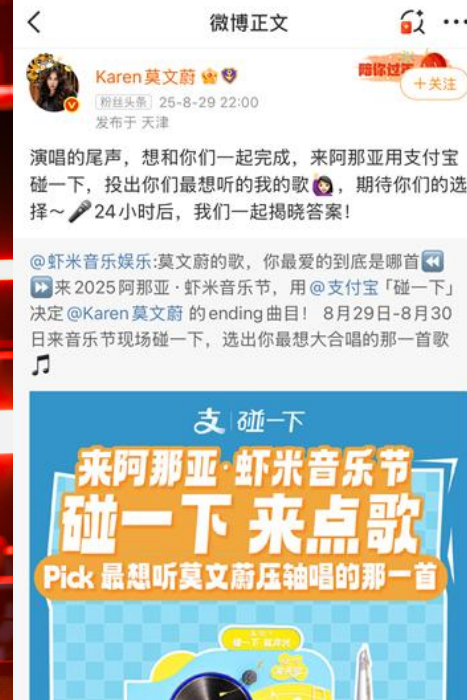 微博正文
Karen莫文蔚
粉丝头条 25-8-29 22:00
陪你过
+关注
发布于 天津
演唱的尾声，想和你们一起完成，来阿那亚用支付宝
碰一下，投出你们最想听的我的歌🙋🏻‍♀️，期待你们的选
择～🎤24小时后，我们一起揭晓答案！
@虾米音乐娱乐:莫文蔚的歌，你最爱的到底是哪首⏪
⏩来2025阿那亚·虾米音乐节，用@支付宝「碰一下」
决定@Karen莫文蔚 的ending曲目！ 8月29日-8月30
日来音乐节现场碰一下，选出你最想大合唱的那一首歌
🎵
支 碰一下
来阿那亚·虾米音乐节
碰一下 来点歌
Pick 最想听莫文蔚压轴唱的那一首